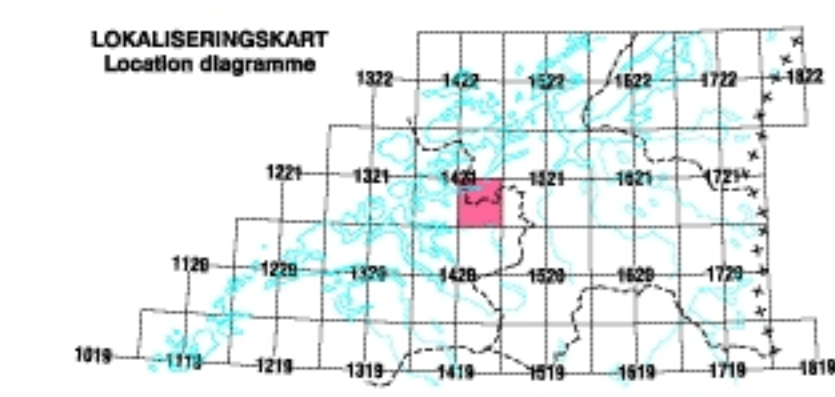 LOKALISERINGSKART
Location diagramme
1322 1422 1522 1622 1722 1822
1221 1321 1421 1521 1621 1721
1120 1220 1320 1420 1520 1620 1720
1019 1119 1219 1319 1419 1519 1619 1719 1819